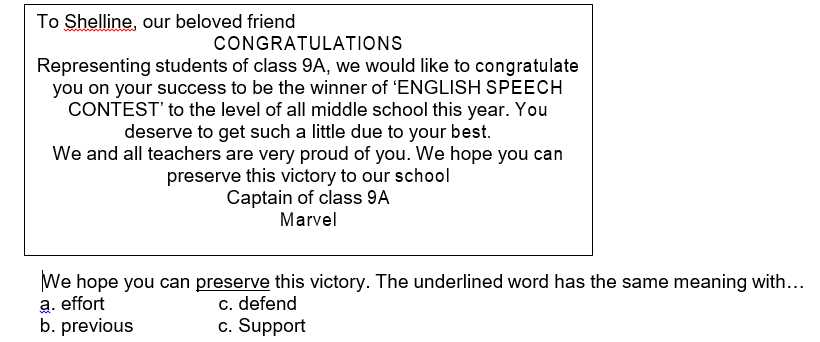 To Shelline, our beloved friend
CONGRATULATIONS
Representing students of class 9A, we would like to congratulate
you on your success to be the winner of ‘ENGLISH SPEECH
CONTEST’ to the level of all middle school this year. You
deserve to get such a little due to your best.
We and all teachers are very proud of you. We hope you can
preserve this victory to our school
Captain of class 9A
Marvel
We hope you can preserve this victory. The underlined word has the same meaning with…
a. effort c. defend
b. previous c. Support